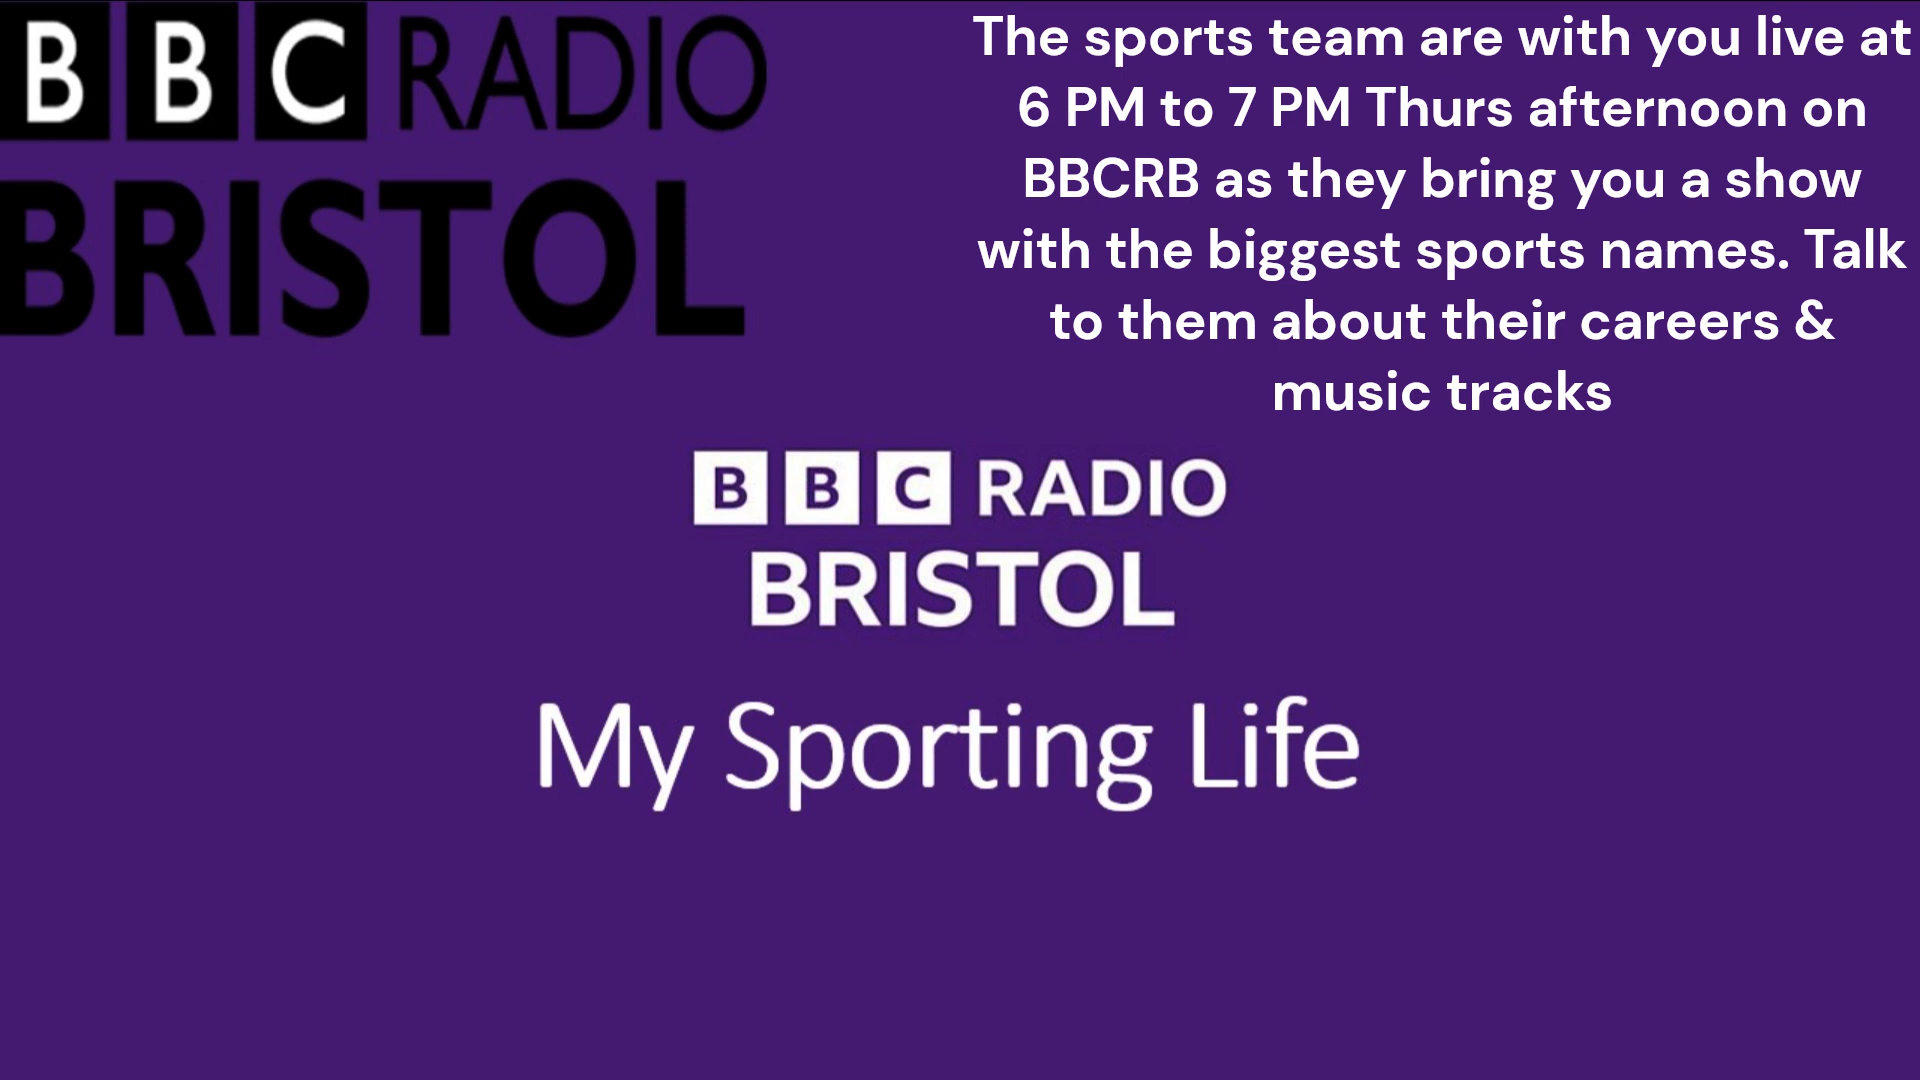 BBC RADIO
BRISTOL
The sports team are with you live at
6 PM to 7 PM Thurs afternoon on
BBCRB as they bring you a show
with the biggest sports names. Talk
to them about their careers &
music tracks
BBC RADIO
BRISTOL
My Sporting Life